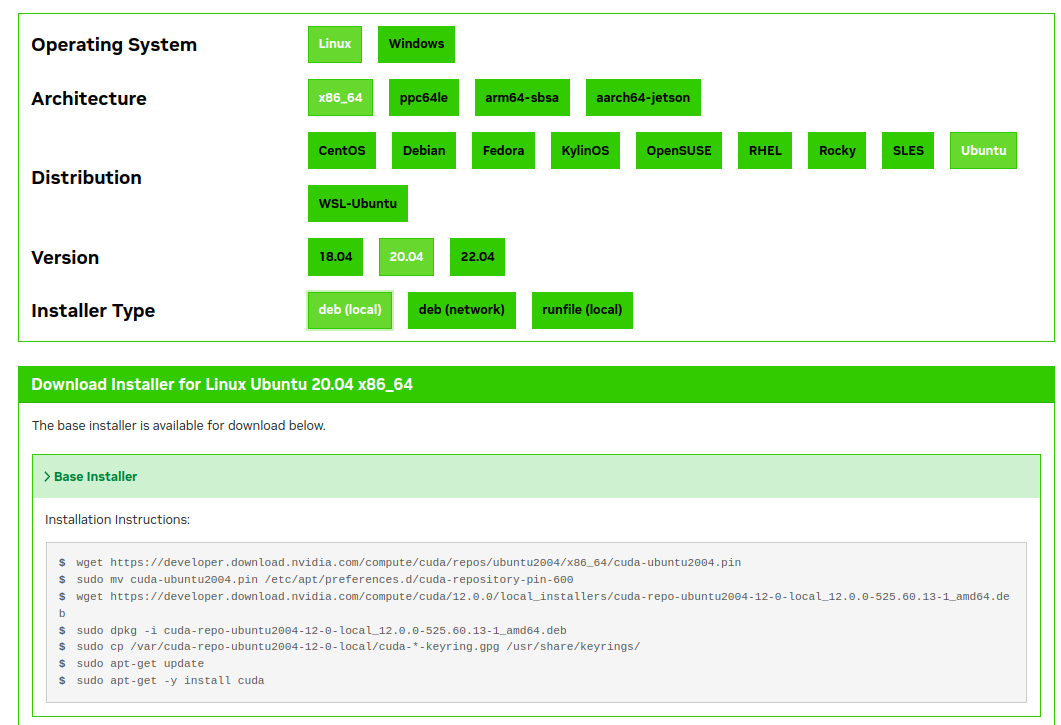 Operating System
Linux Windows
Architecture
x86_64 ppc64le arm64-sbsa aarch64-jetson
Distribution
CentOS Debian Fedora KylinOS OpenSUSE RHEL Rocky SLES Ubuntu
WSL-Ubuntu
Version
18.04 20.04 22.04
Installer Type
deb (local) deb (network) runfile (local)
Download Installer for Linux Ubuntu 20.04 x86_64
The base installer is available for download below.
> Base Installer
Installation Instructions:
$ wget https://developer.download.nvidia.com/compute/cuda/repos/ubuntu2004/x86_64/cuda-ubuntu2004.pin
$ sudo mv cuda-ubuntu2004.pin /etc/apt/preferences.d/cuda-repository-pin-600
$ wget https://developer.download.nvidia.com/compute/cuda/12.0.0/local_installers/cuda-repo-ubuntu2004-12-0-local_12.0.0-525.60.13-1_amd64.de
b
$ sudo dpkg -i cuda-repo-ubuntu2004-12-0-local_12.0.0-525.60.13-1_amd64.deb
$ sudo cp /var/cuda-repo-ubuntu2004-12-0-local/cuda-*-keyring.gpg /usr/share/keyrings/
$ sudo apt-get update
$ sudo apt-get -y install cuda